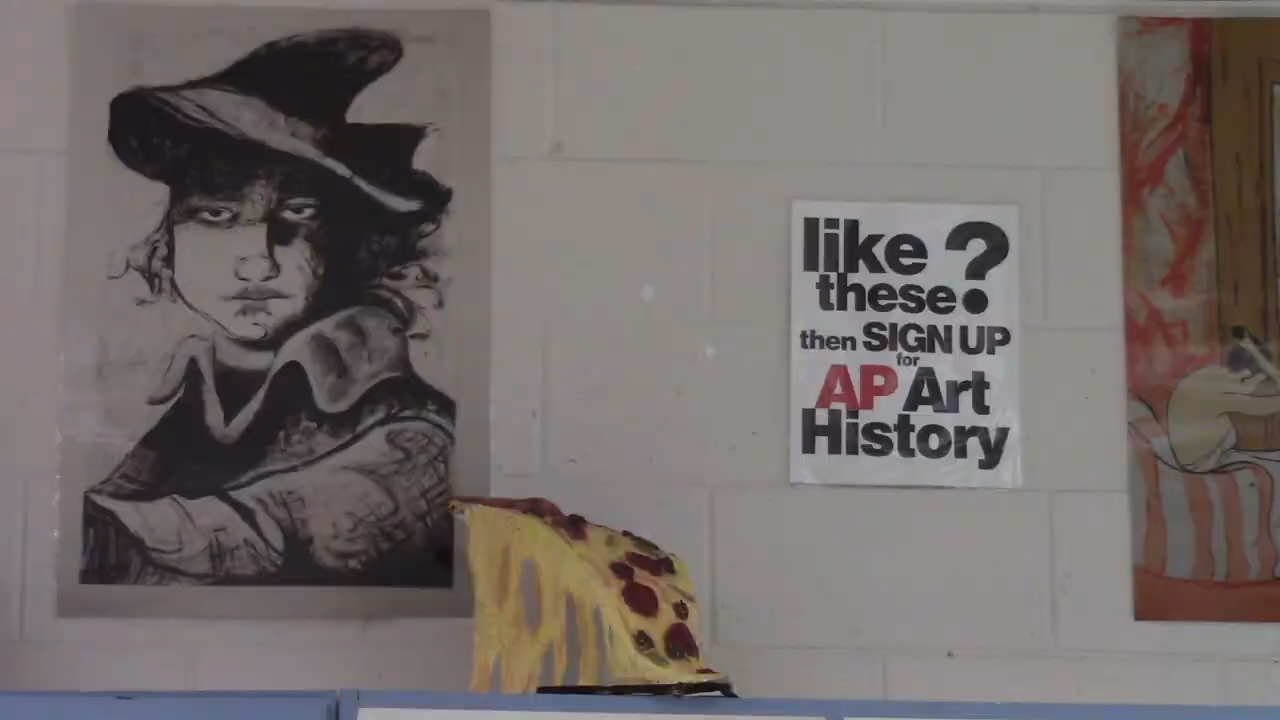 like ?
these
then SIGN UP
for
AP Art
History